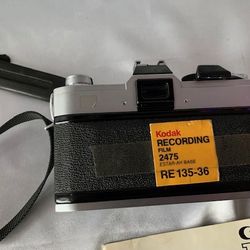 Kodak
RECORDING
FILM
2475
ESTAR-AH BASE
RE 135-36